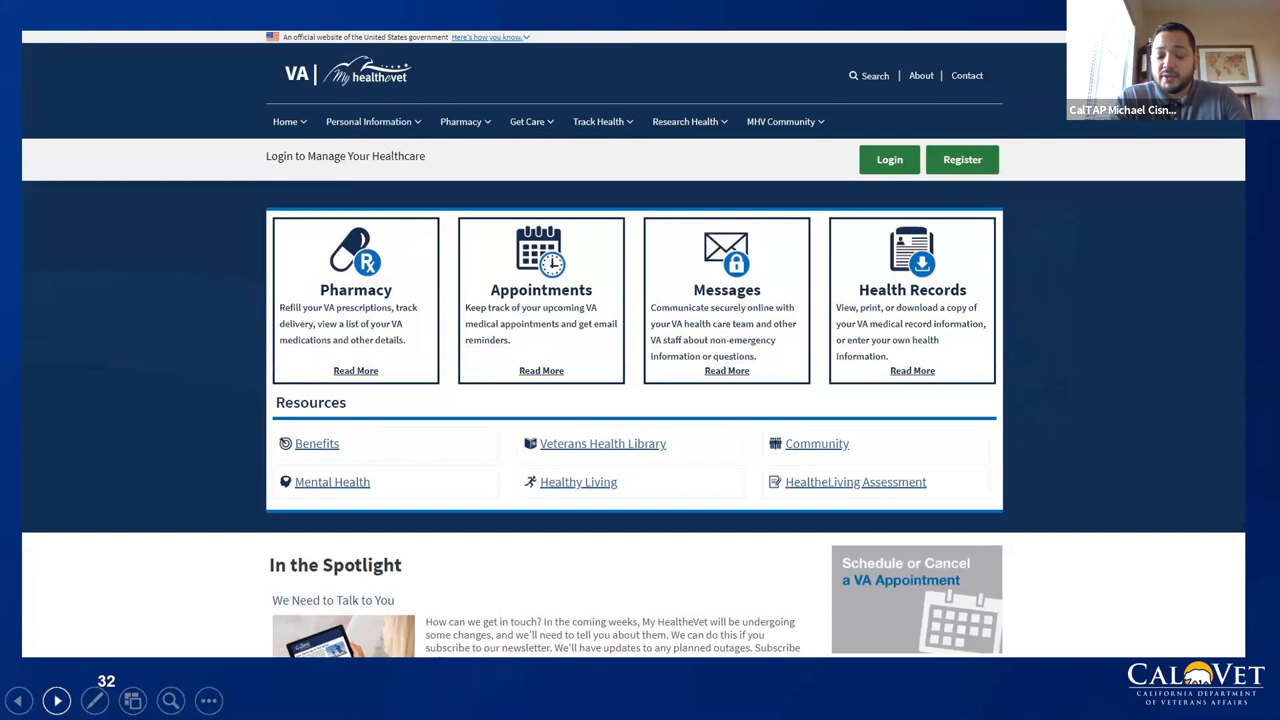 An official website of the United States government Here's how you know.
VA | My healthevet
Search | About | Contact
CalTAP Michael Cisn...
Home Personal Information Pharmacy Get Care Track Health Research Health MHV Community
Login to Manage Your Healthcare
Login Register
Pharmacy
Refill your VA prescriptions, track
delivery, view a list of your VA
medications and other details.
Read More
Appointments
Keep track of your upcoming VA
medical appointments and get email
reminders.
Read More
Messages
Communicate securely online with
your VA health care team and other
VA staff about non-emergency
information or questions.
Read More
Health Records
View, print, or download a copy of
your VA medical record information,
or enter your own health
information.
Read More
Resources
Benefits Veterans Health Library Community
Mental Health Healthy Living HealtheLiving Assessment
In the Spotlight
We Need to Talk to You
How can we get in touch? In the coming weeks, My HealtheVet will be undergoing
some changes, and we'll need to tell you about them. We can do this if you
subscribe to our newsletter. We'll have updates to any planned outages. Subscribe
Schedule or Cancel
a VA Appointment
32
CALVET
CALIFORNIA DEPARTMENT
OF VETERANS AFFAIRS